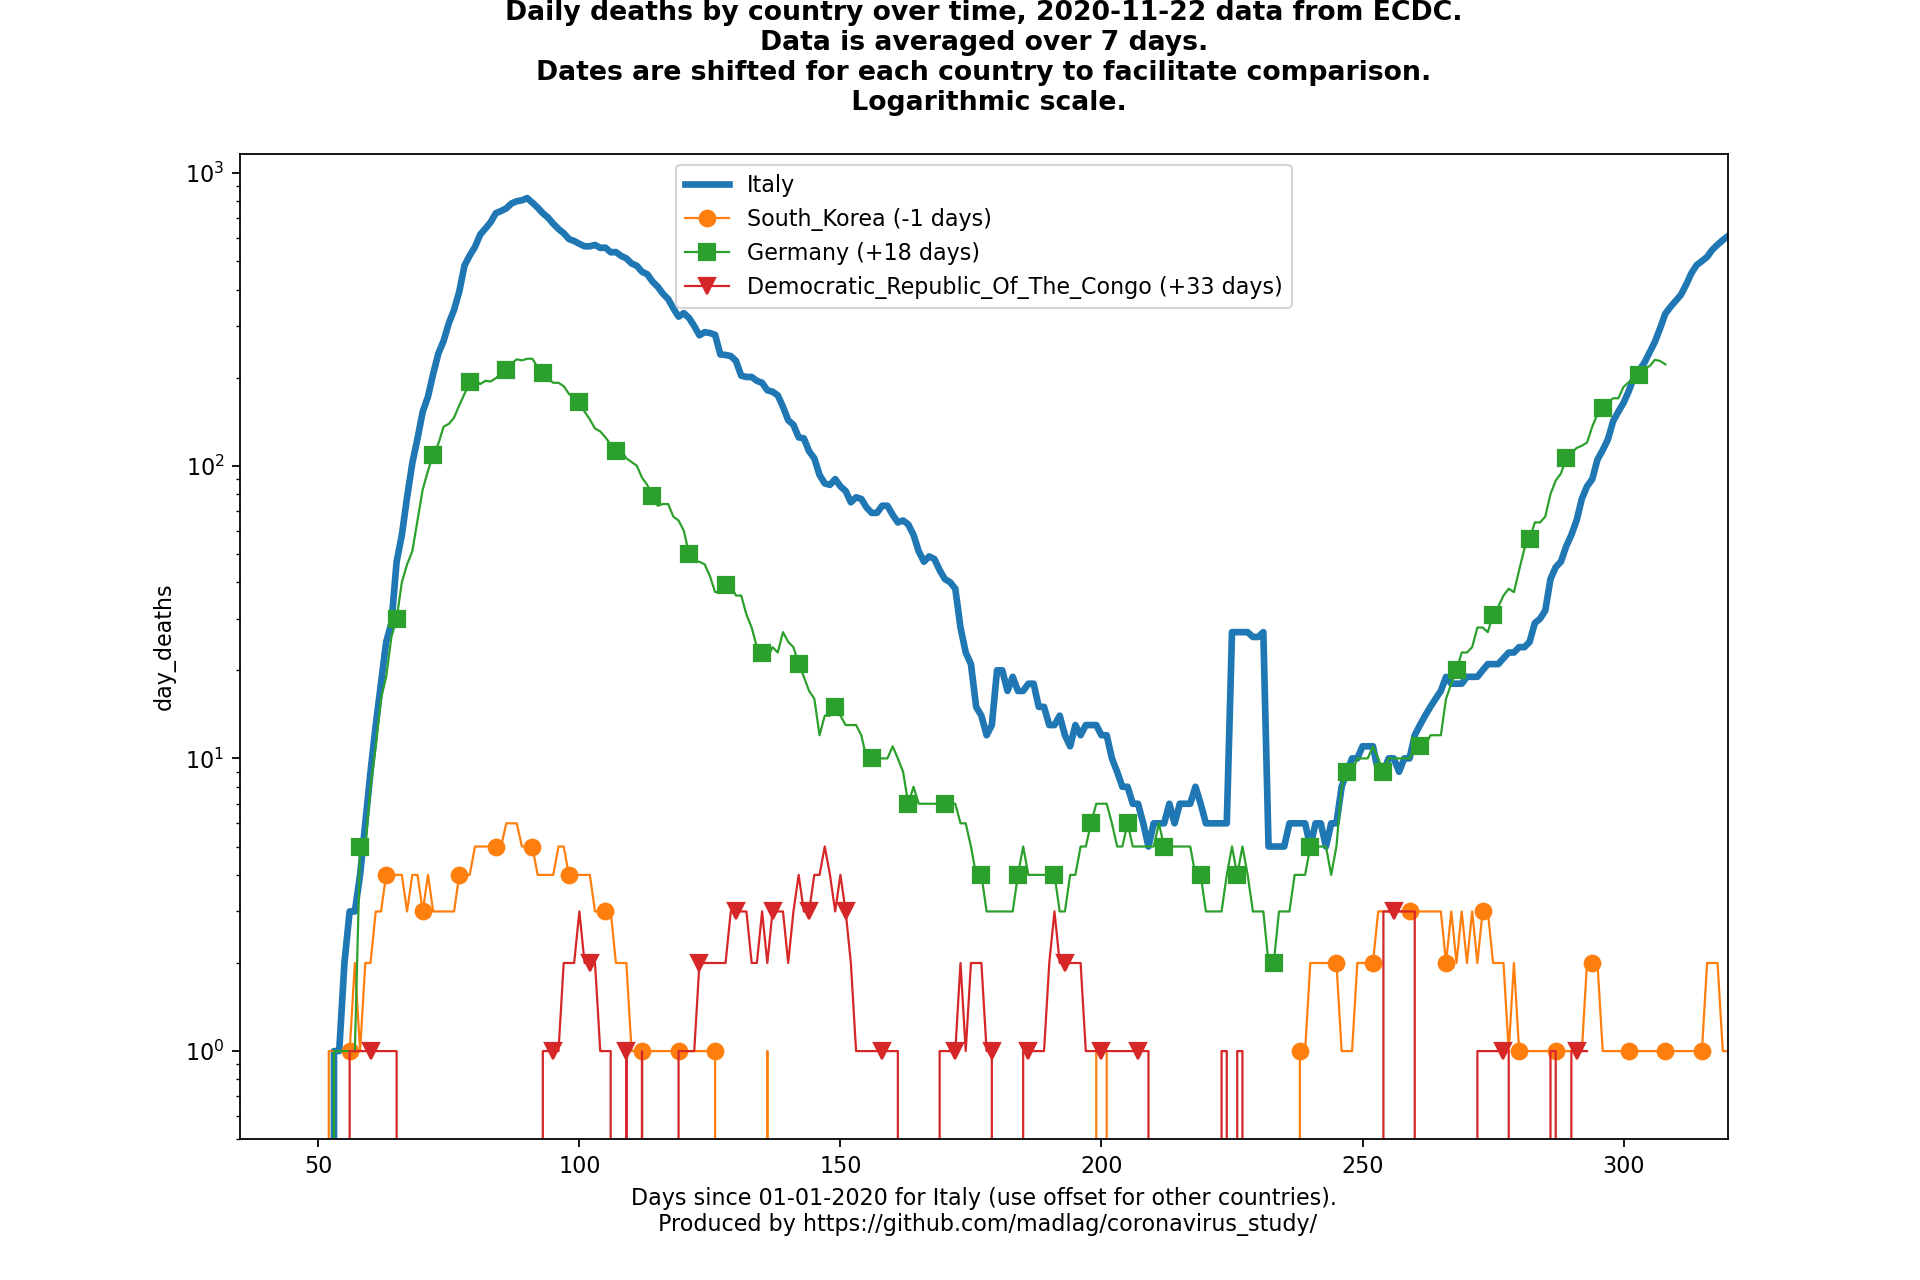 Daily deaths by country over time, 2020-11-22 data from ECDC.
Data is averaged over 7 days.
Dates are shifted for each country to facilitate comparison.
Logarithmic scale.
10³
10²
10¹
10⁰
day_deaths
Italy
South_Korea (-1 days)
Germany (+18 days)
Democratic_Republic_Of_The_Congo (+33 days)
50 100 150 200 250 300
Days since 01-01-2020 for Italy (use offset for other countries).
Produced by https://github.com/madlag/coronavirus_study/